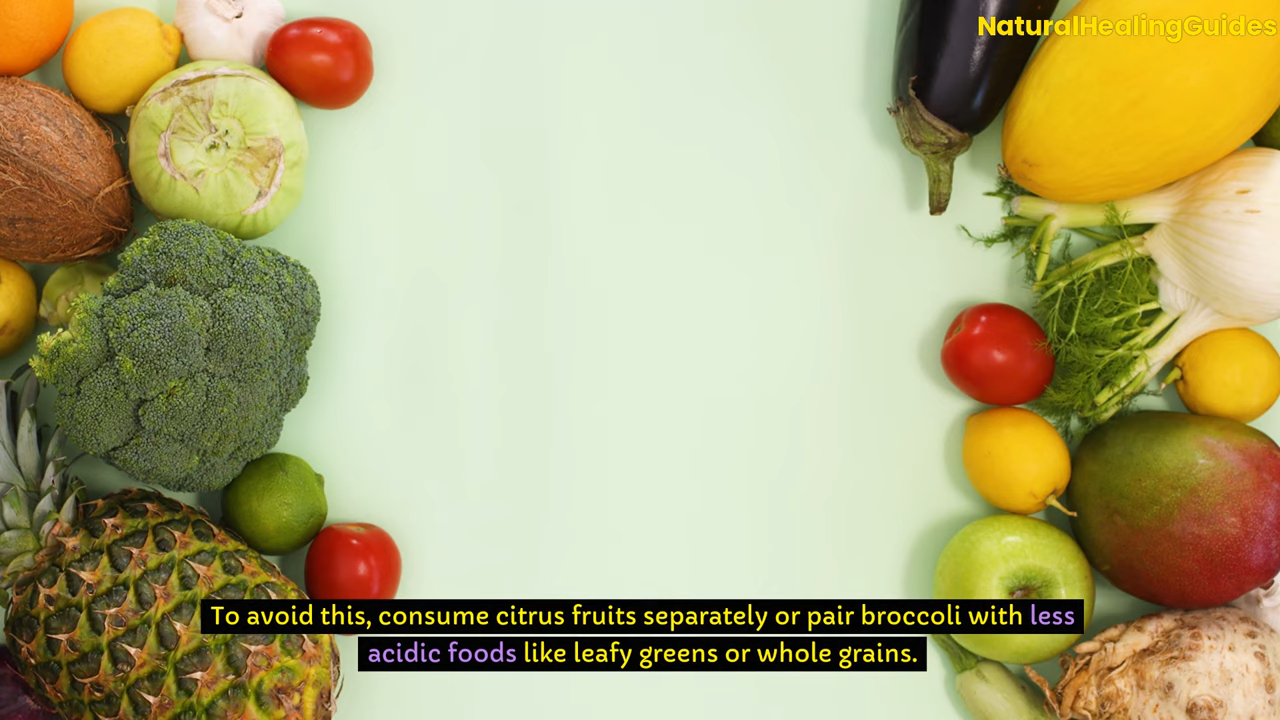 NaturalHealingGuides
To avoid this, consume citrus fruits separately or pair broccoli with less
acidic foods like leafy greens or whole grains.